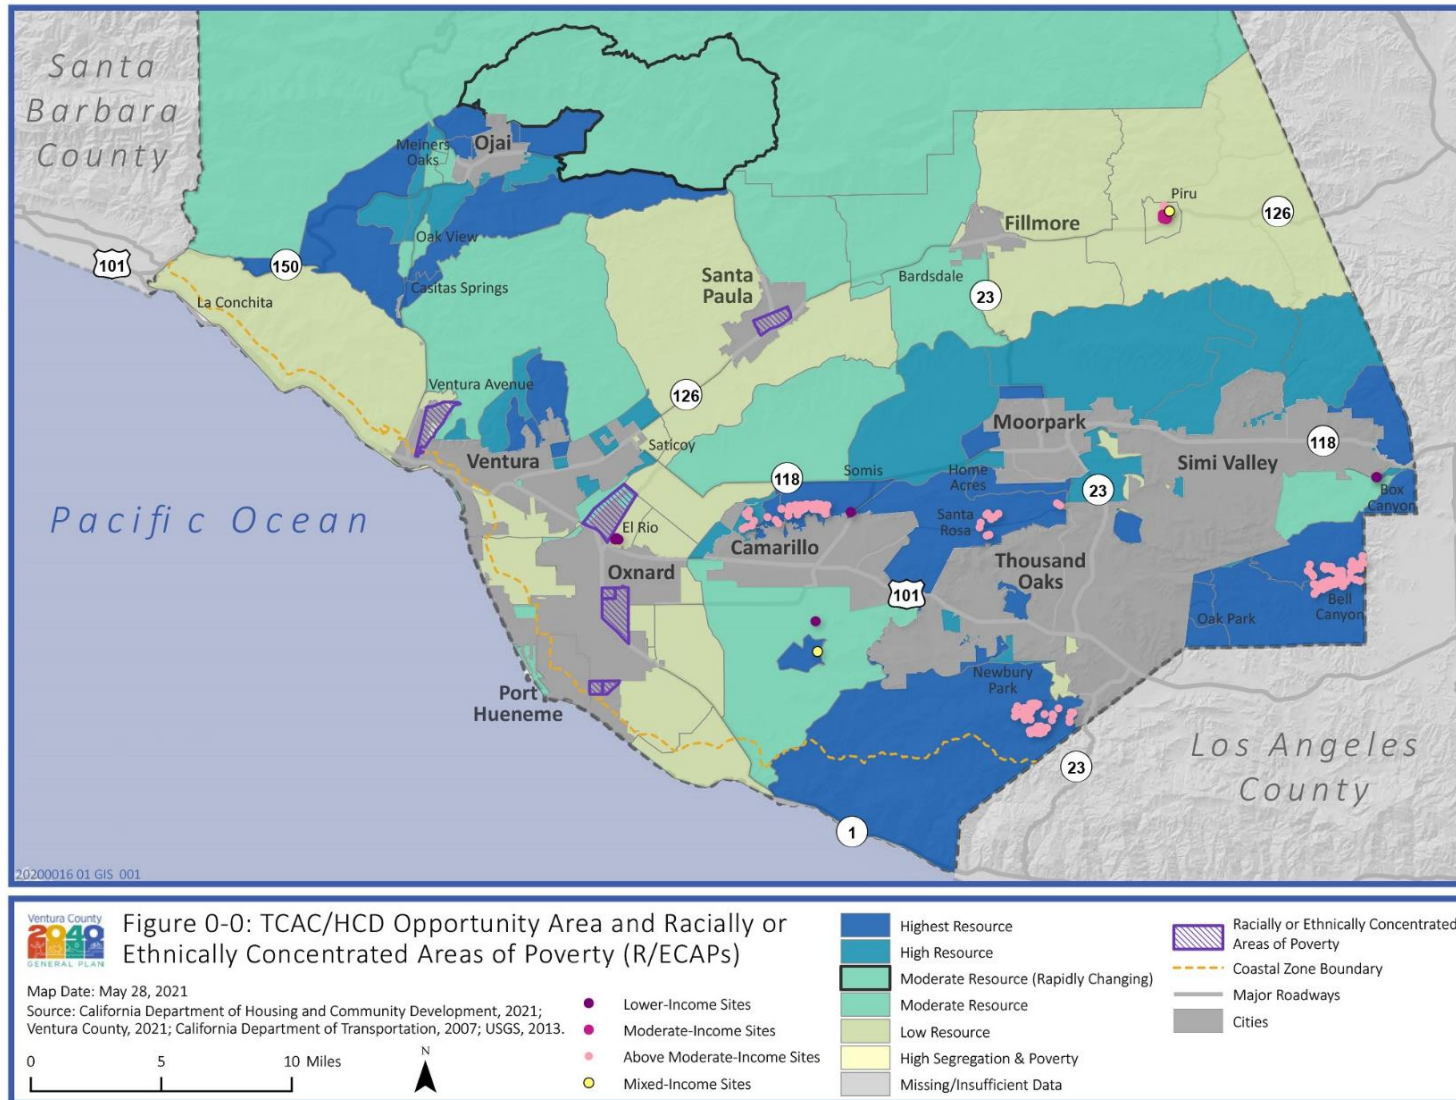 Santa
Barbara
County
Meiners
Oaks
Ojai
Piru
126
Fillmore
101
150
Oak View
Santa
Paula
Bardsdale
Casitas Springs
23
La Conchita
Ventura Avenue
126
Moorpark
Saticoy
118
Ventura
Simi Valley
118
Somis
Home
Acres
23
Box
Canyon
Pacific Ocean
El Rio
Santa
Rosa
Camarillo
Oxnard
Thousand
Oaks
101
Bell
Canyon
Oak Park
Newbury
Park
Port
Hueneme
Los Angeles
County
23
1
20200016 01 GIS 001
Ventura County
2040
GENERAL PLAN
Figure 0-0: TCAC/HCD Opportunity Area and Racially or
Ethnically Concentrated Areas of Poverty (R/ECAPs)
Map Date: May 28, 2021
Source: California Department of Housing and Community Development, 2021;
Ventura County, 2021; California Department of Transportation, 2007; USGS, 2013.
0 5 10 Miles
N
Lower-Income Sites
Moderate-Income Sites
Above Moderate-Income Sites
Mixed-Income Sites
Highest Resource
High Resource
Moderate Resource (Rapidly Changing)
Moderate Resource
Low Resource
High Segregation & Poverty
Missing/Insufficient Data
Racially or Ethnically Concentrated
Areas of Poverty
Coastal Zone Boundary
Major Roadways
Cities